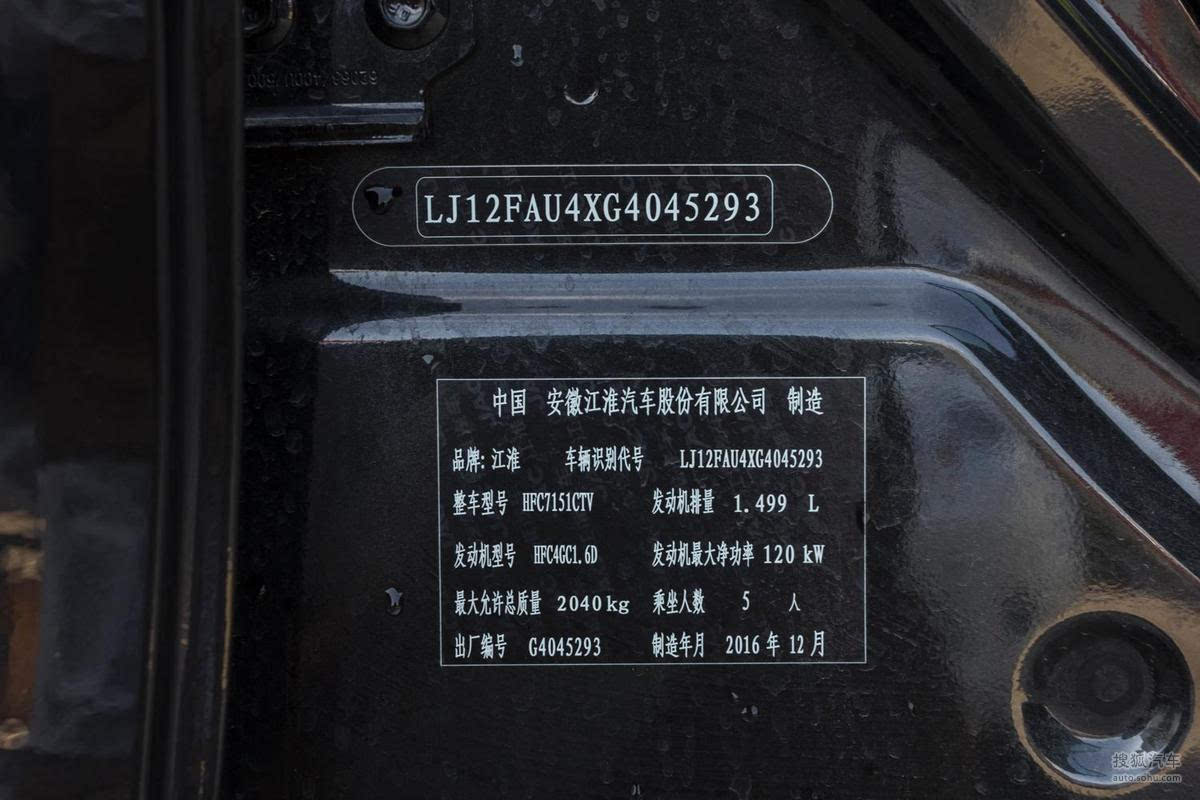 LJ12FAU4XG4045293
中国 安徽江淮汽车股份有限公司 制造
品牌: 江淮 车辆识别代号 LJ12FAU4XG4045293
整车型号 HFC7151CTV 发动机排量 1.499 L
发动机型号 HFC4GC1.6D 发动机最大净功率 120 kW
最大允许总质量 2040kg 乘坐人数 5 人
出厂编号 G4045293 制造年月 2016 年 12 月
搜狐汽车
auto.sohu.com